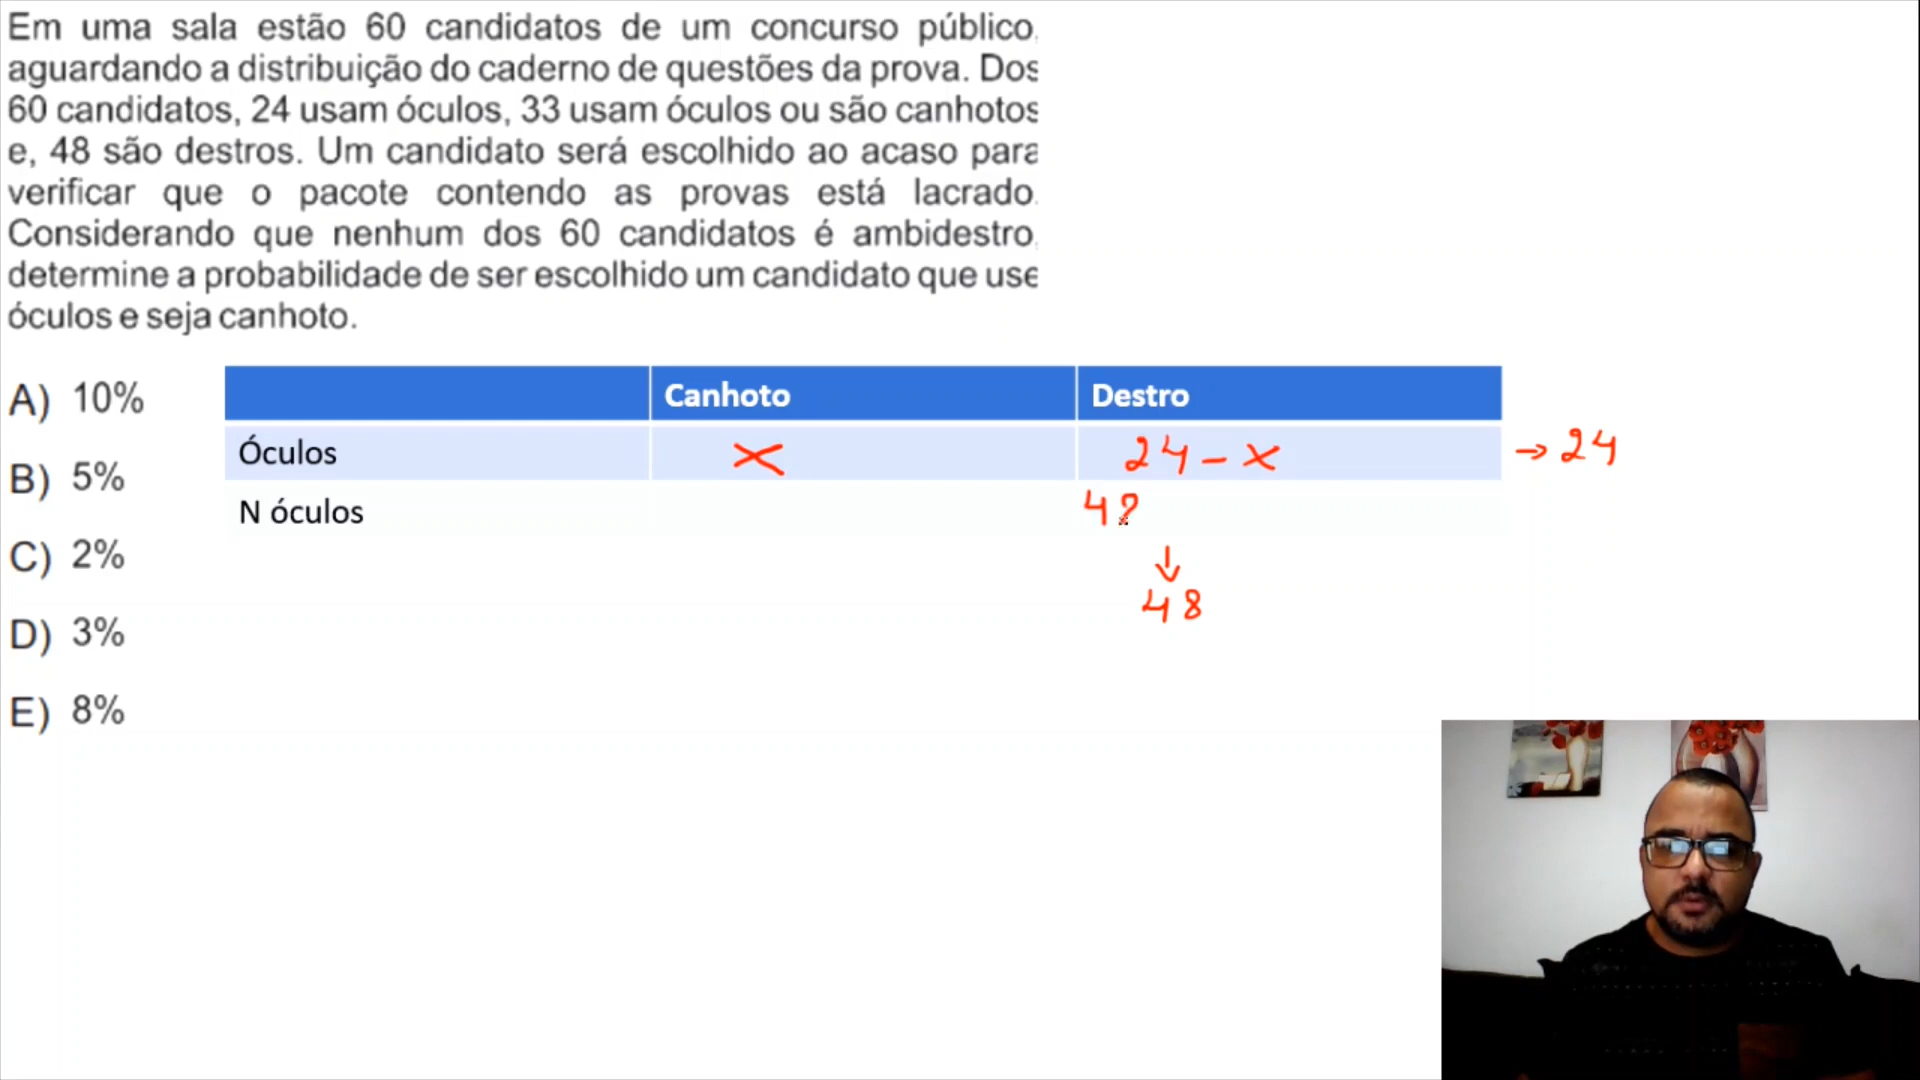 Em uma sala estão 60 candidatos de um concurso público,
aguardando a distribuição do caderno de questões da prova. Dos
60 candidatos, 24 usam óculos, 33 usam óculos ou são canhotos
e, 48 são destros. Um candidato será escolhido ao acaso para
verificar que o pacote contendo as provas está lacrado.
Considerando que nenhum dos 60 candidatos é ambidestro,
determine a probabilidade de ser escolhido um candidato que use
óculos e seja canhoto.
A) 10%
B) 5%
C) 2%
D) 3%
E) 8%
Canhoto Destro
Óculos x 24 - x → 24
N óculos
↓
48